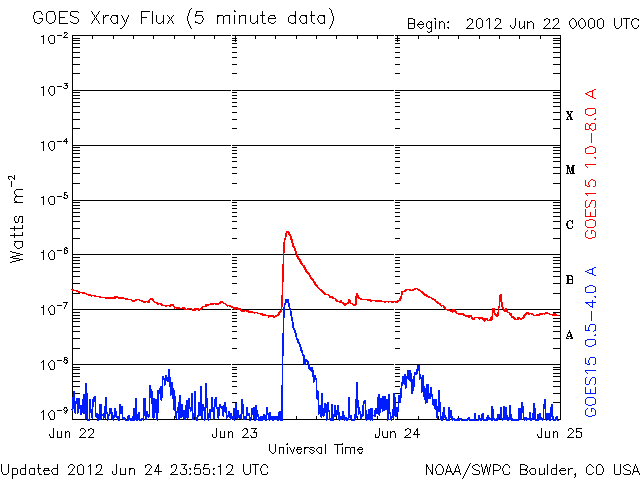 GOES Xray Flux (5 minute data)
Begin: 2012 Jun 22 0000 UTC
10^-2
10^-3
10^-4
10^-5
10^-6
10^-7
10^-8
10^-9
Watts m^-2
X
M
C
B
A
GOES15 1.0-8.0 A
GOES15 0.5-4.0 A
Jun 22 Jun 23 Jun 24 Jun 25
Universal Time
Updated 2012 Jun 24 23:55:12 UTC
NOAA/SWPC Boulder, CO USA